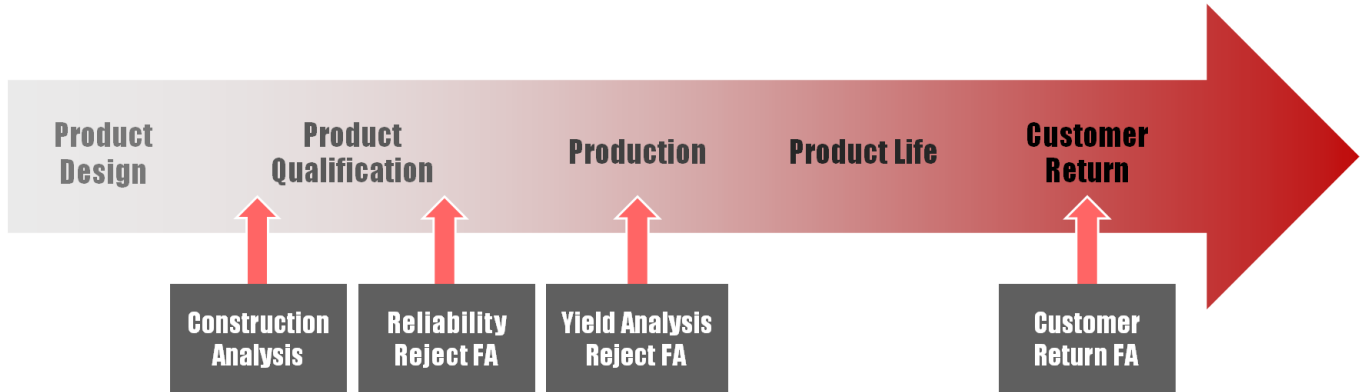 Product
Design
Product
Qualification
Production
Product Life
Customer
Return
Construction
Analysis
Reliability
Reject FA
Yield Analysis
Reject FA
Customer
Return FA